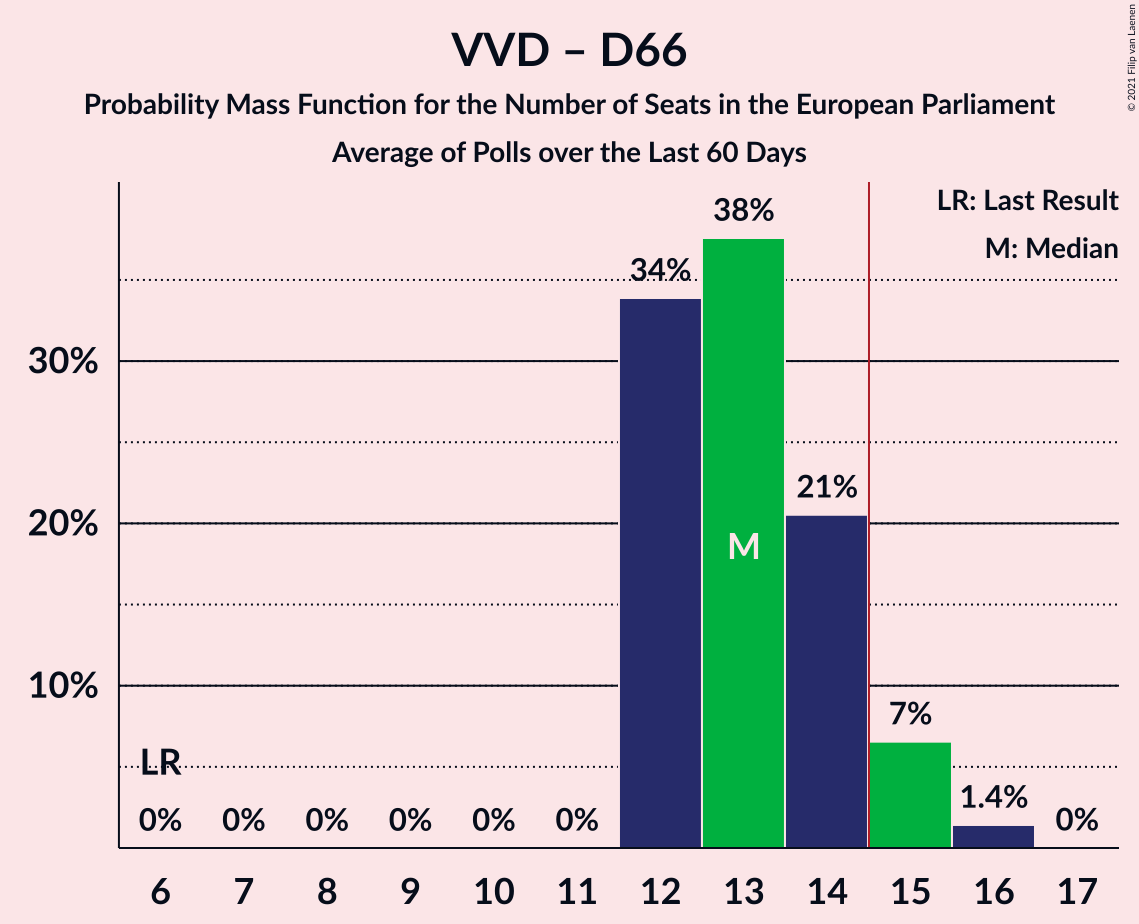 VVD – D66
Probability Mass Function for the Number of Seats in the European Parliament
Average of Polls over the Last 60 Days
© 2021 Filip van Laenen
LR: Last Result
M: Median
38%
34%
30%
21%
20%
M
10%
7%
LR
1.4%
0% 0% 0% 0% 0% 0% 0%
6 7 8 9 10 11 12 13 14 15 16 17